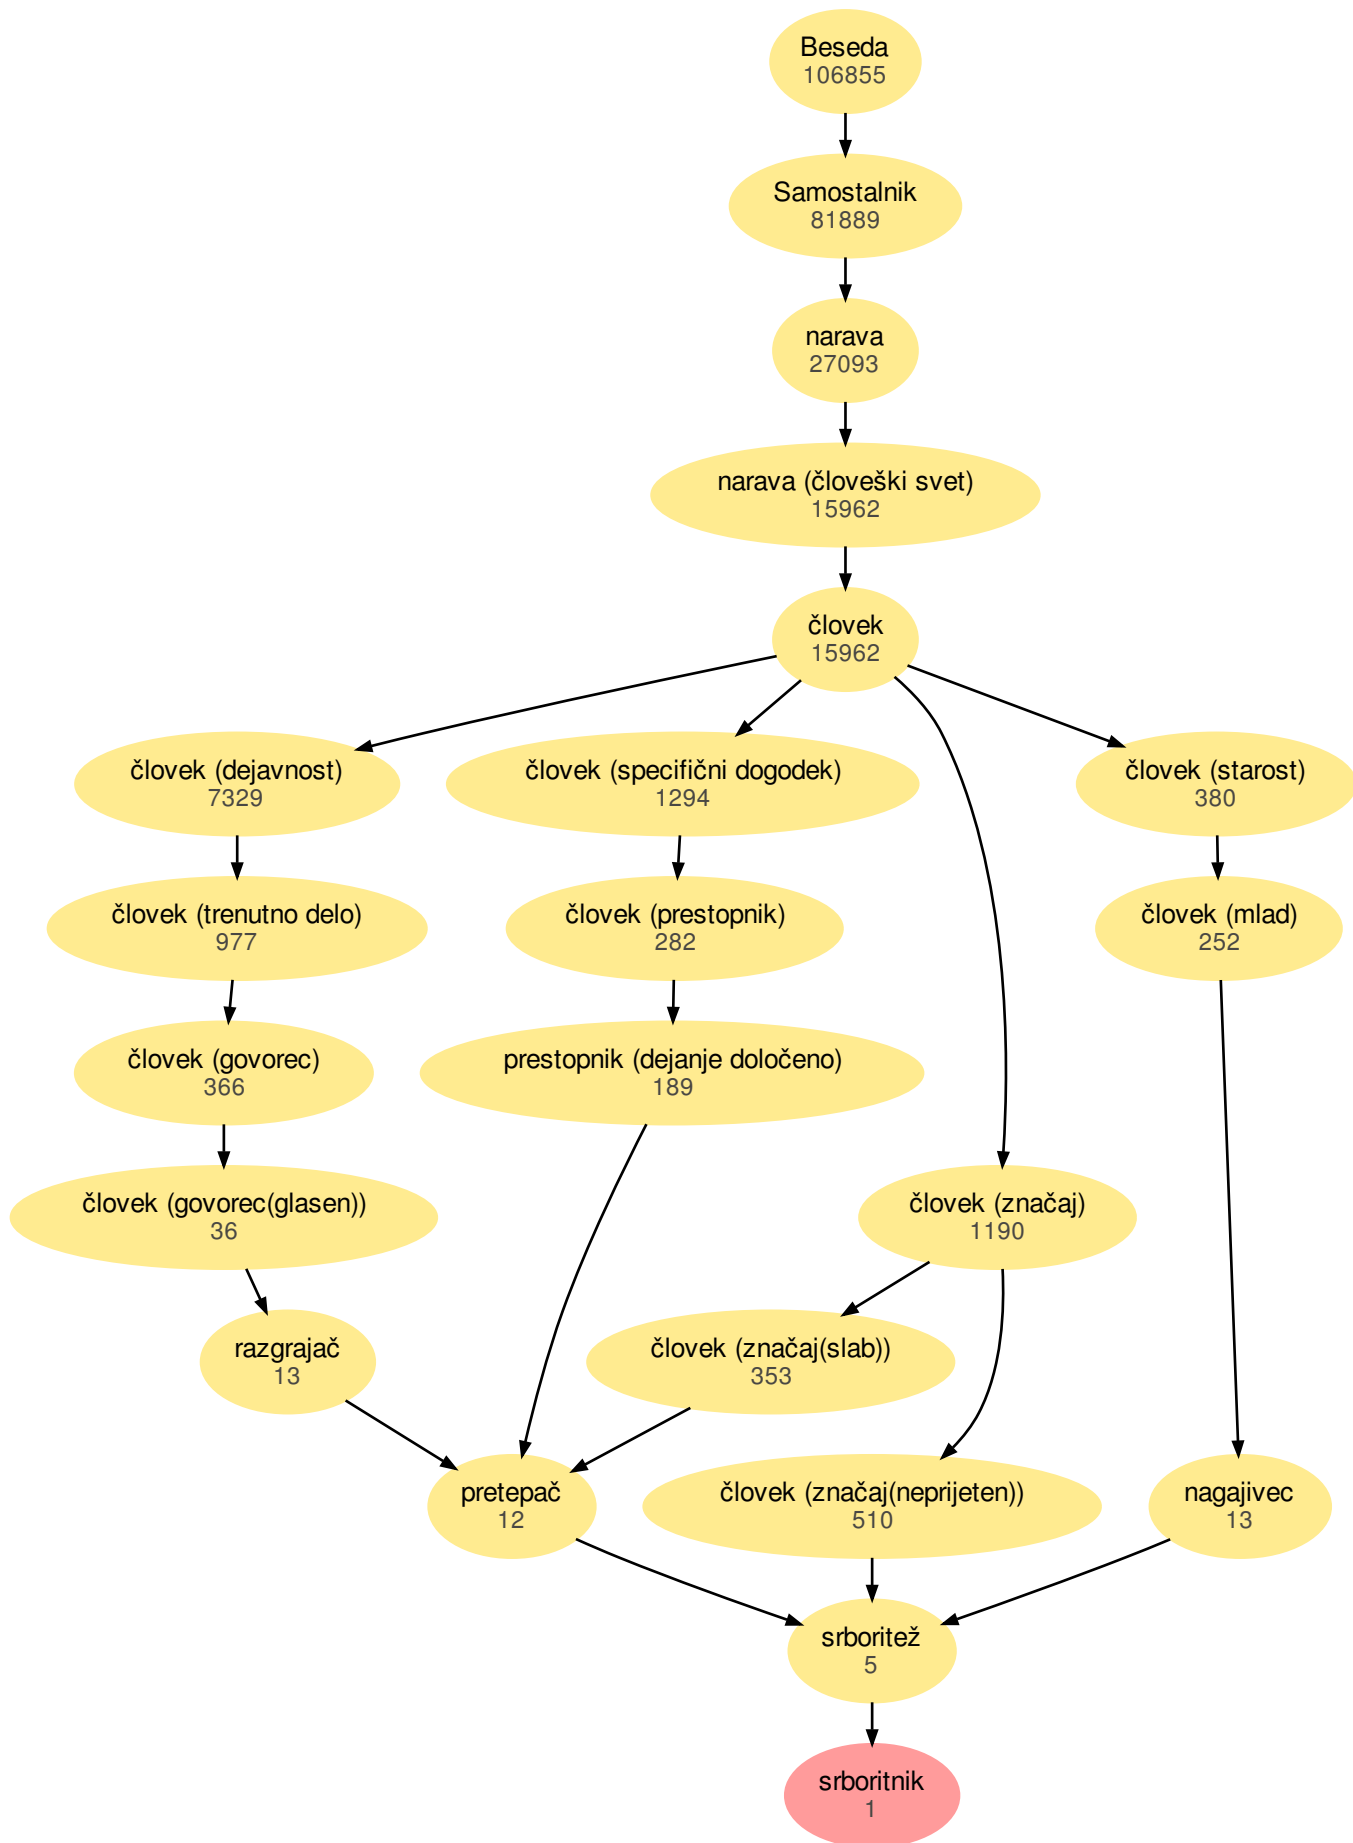 Beseda
106855
Samostalnik
81889
narava
27093
narava (človeški svet)
15962
človek
15962
človek (dejavnost)
7329
človek (specifični dogodek)
1294
človek (starost)
380
človek (trenutno delo)
977
človek (prestopnik)
282
človek (mlad)
252
človek (govorec)
366
prestopnik (dejanje določeno)
189
človek (govorec(glasen))
36
človek (značaj)
1190
razgrajač
13
človek (značaj(slab))
353
pretepač
12
človek (značaj(neprijeten))
510
nagajivec
13
srboritež
5
srboritnik
1